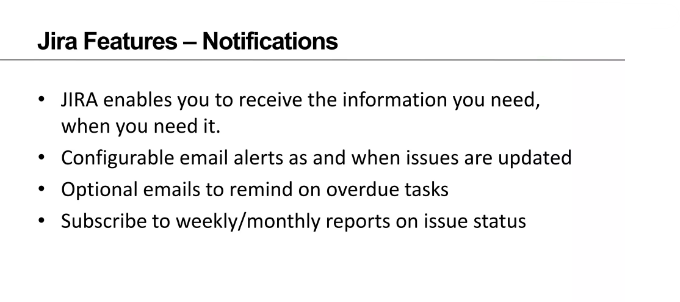 Jira Features – Notifications
• JIRA enables you to receive the information you need,
when you need it.
• Configurable email alerts as and when issues are updated
• Optional emails to remind on overdue tasks
• Subscribe to weekly/monthly reports on issue status